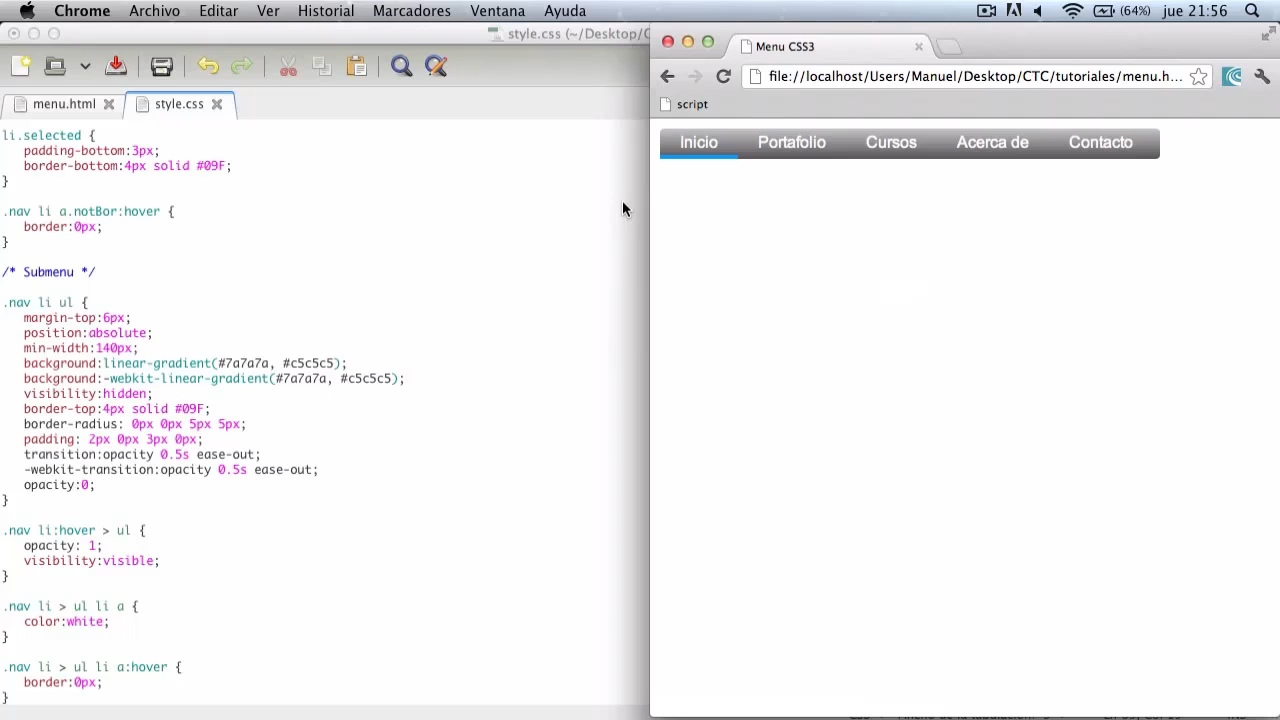 Chrome Archivo Editar Ver Historial Marcadores Ventana Ayuda (64%) jue 21:56
style.css (~/Desktop/C
menu.html style.css
li.selected {
padding-bottom:3px;
border-bottom:4px solid #09F;
}
.nav li a.notBor:hover {
border:0px;
}
/* Submenu */
.nav li ul {
margin-top:6px;
position:absolute;
min-width:140px;
background:linear-gradient(#7a7a7a, #c5c5c5);
background:-webkit-linear-gradient(#7a7a7a, #c5c5c5);
visibility:hidden;
border-top:4px solid #09F;
border-radius: 0px 0px 5px 5px;
padding: 2px 0px 3px 0px;
transition:opacity 0.5s ease-out;
-webkit-transition:opacity 0.5s ease-out;
opacity:0;
}
.nav li:hover > ul {
opacity: 1;
visibility:visible;
}
.nav li > ul li a {
color:white;
}
.nav li > ul li a:hover {
border:0px;
}
Menu CSS3
file://localhost/Users/Manuel/Desktop/CTC/tutoriales/menu.h...
script
Inicio Portafolio Cursos Acerca de Contacto